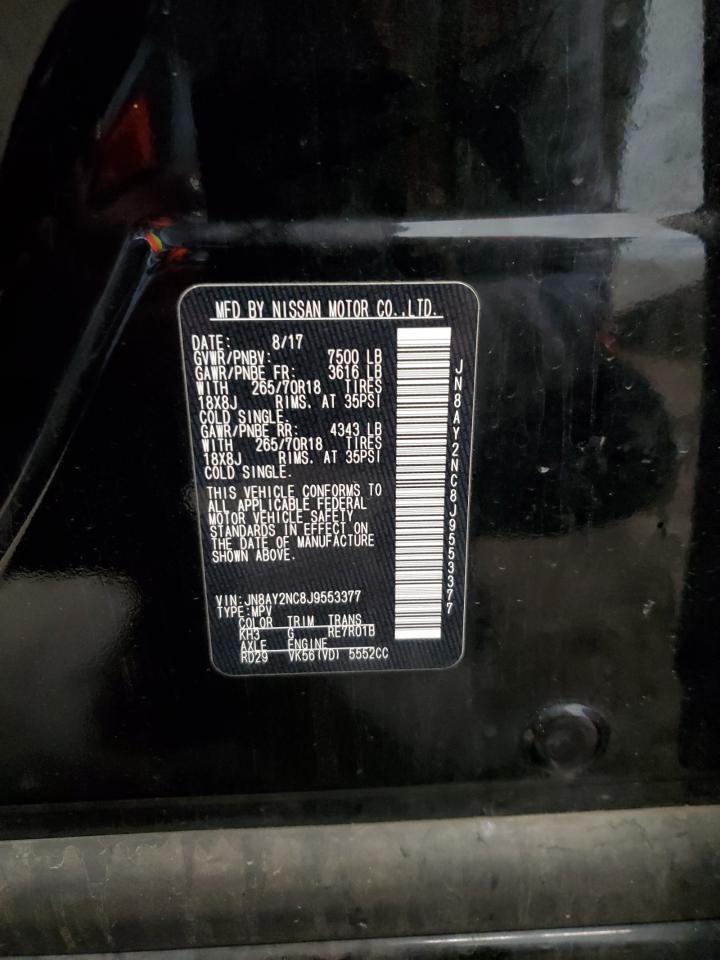 MFD BY NISSAN MOTOR CO.,LTD.
DATE: 8/17
GVWR/PNBV: 7500 LB
GAWR/PNBE FR: 3616 LB
WITH 265/70R18 TIRES
18X8J RIMS. AT 35PSI
COLD SINGLE.
GAWR/PNBE RR: 4343 LB
WITH 265/70R18 TIRES
18X8J RIMS. AT 35PSI
COLD SINGLE.
THIS VEHICLE CONFORMS TO
ALL APPLICABLE FEDERAL
MOTOR VEHICLE SAFETY
STANDARDS IN EFFECT ON
THE DATE OF MANUFACTURE
SHOWN ABOVE.
VIN:JN8AY2NC8J9553377
TYPE:MPV
COLOR TRIM TRANS
KH3 G RE7R01B
AXLE ENGINE
RD29 VK56(VD) 5552CC
JN8AY2NC8J9553377